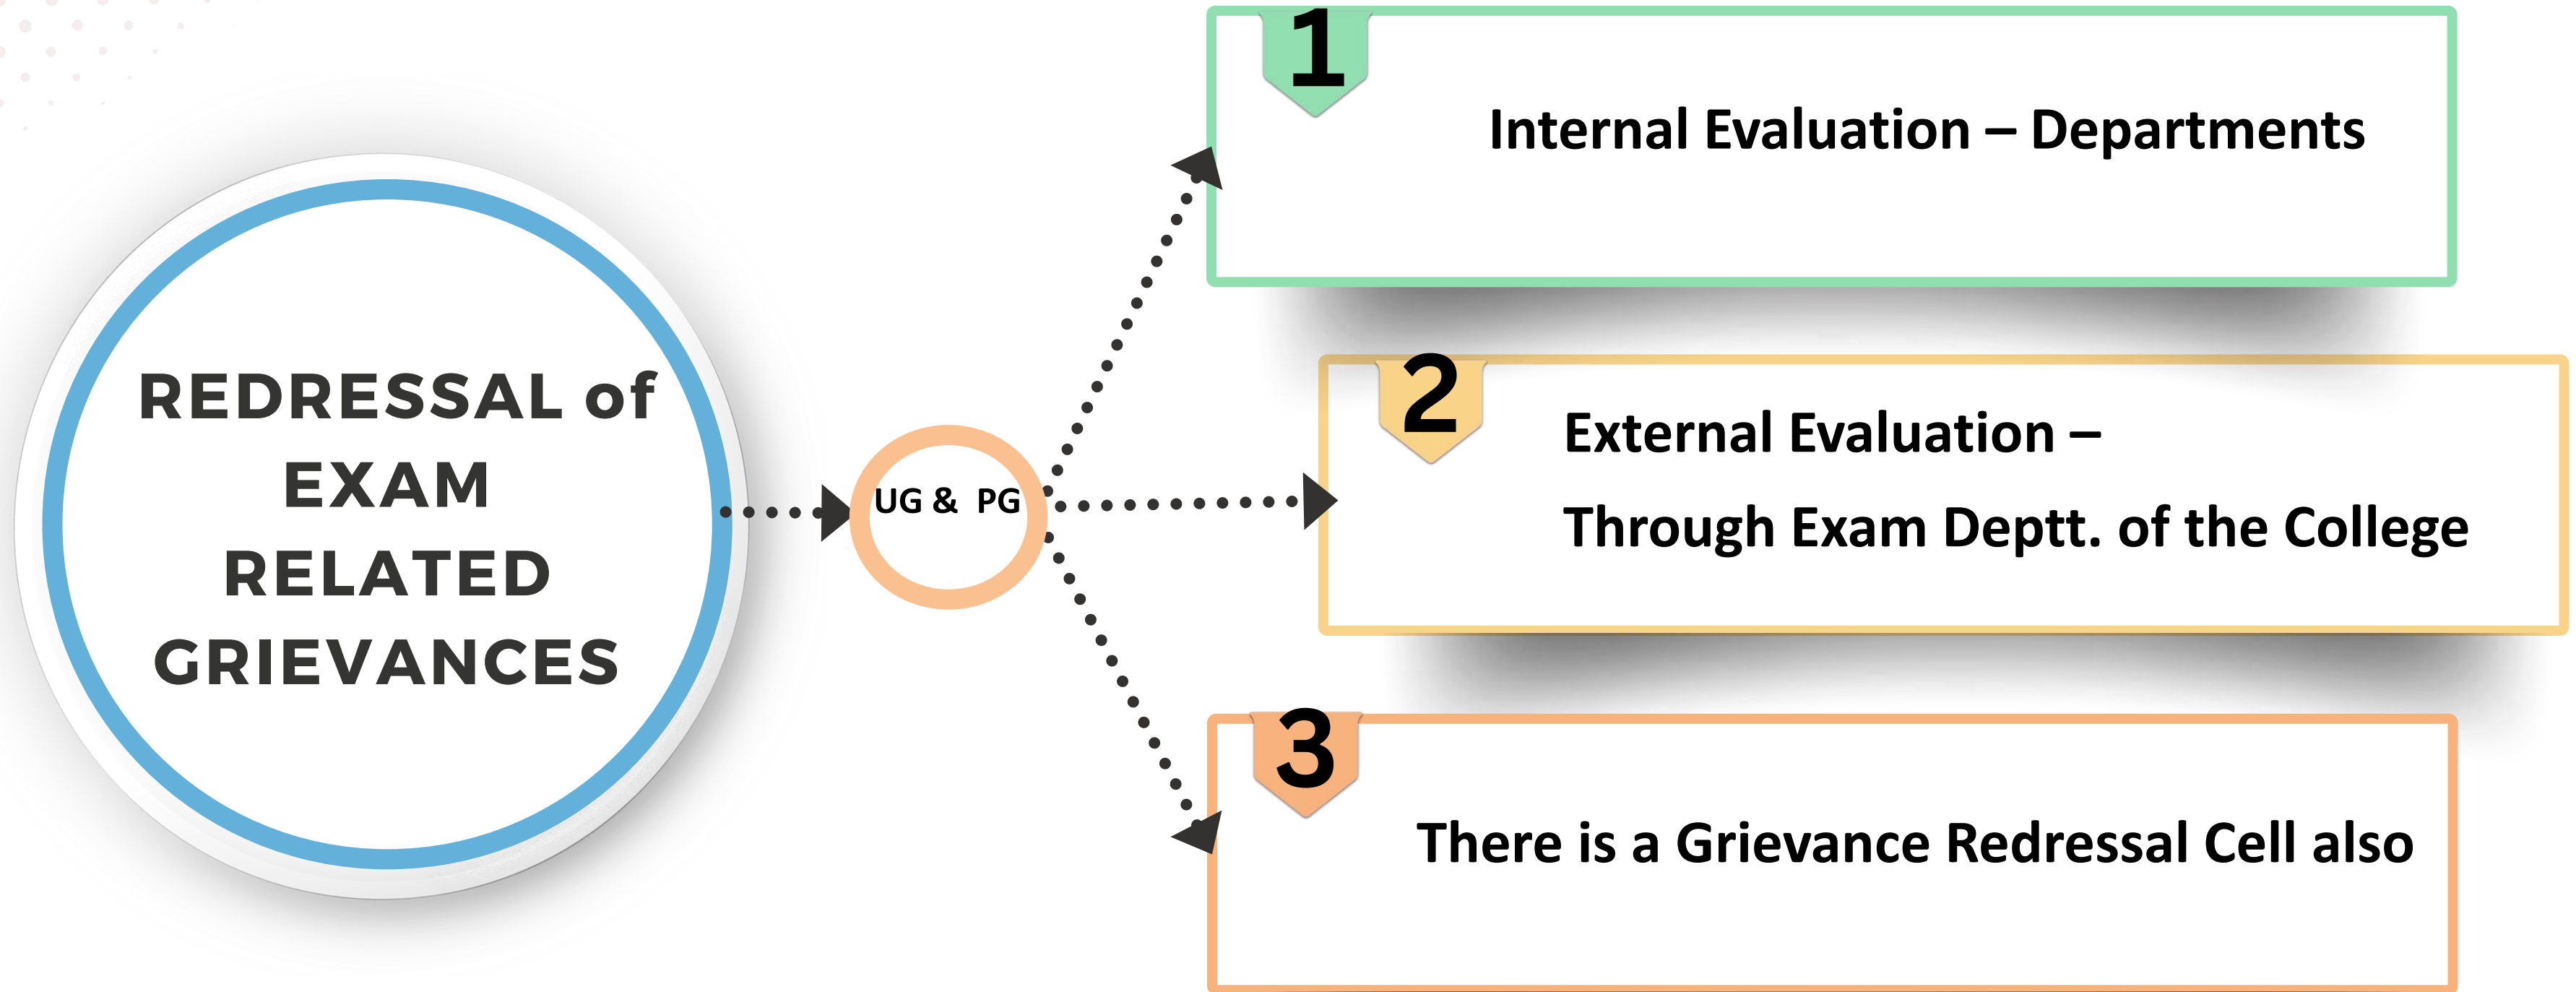 REDRESSAL of
EXAM
RELATED
GRIEVANCES
UG & PG
1
Internal Evaluation – Departments
2
External Evaluation –
Through Exam Deptt. of the College
3
There is a Grievance Redressal Cell also